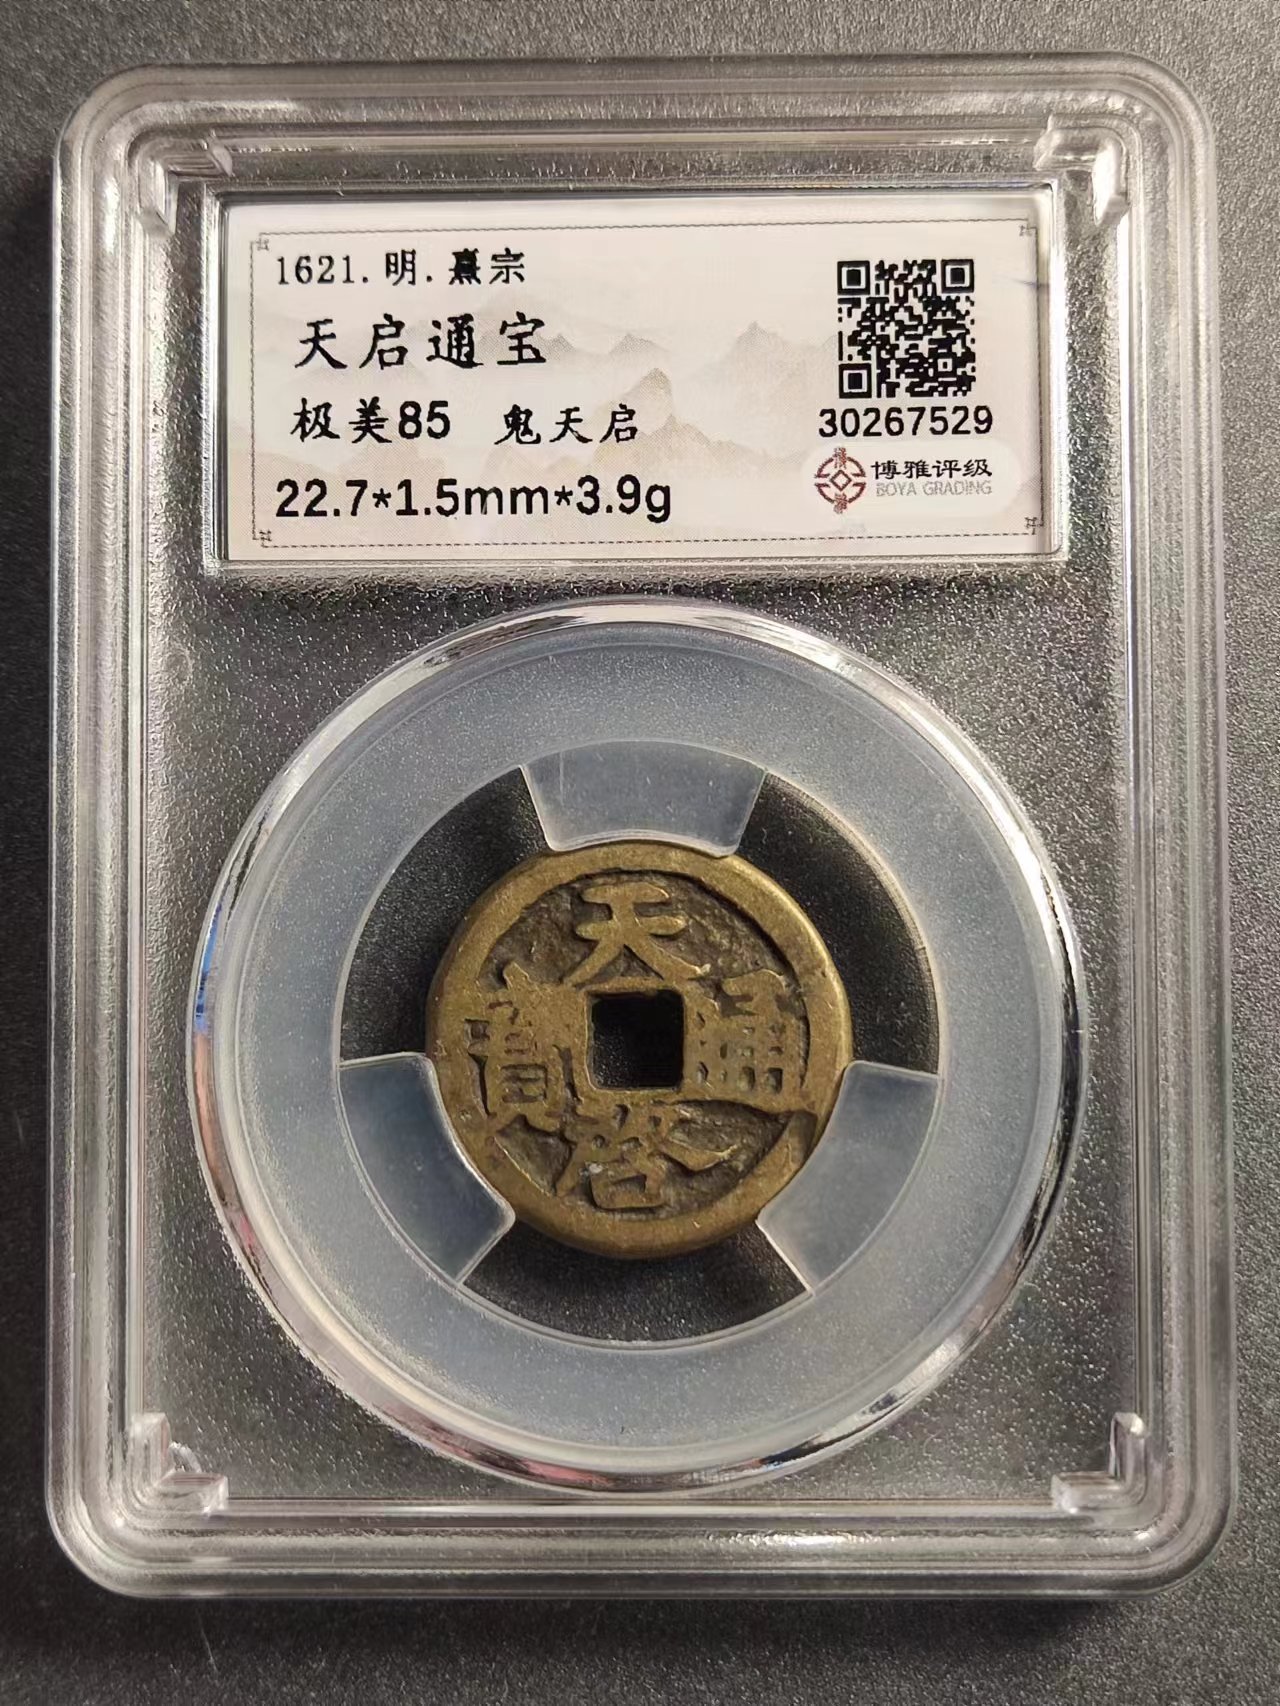 1621.明.熹宗
天启通宝
极美85 鬼天启
22.7*1.5mm*3.9g
30267529
博雅评级
BOYA GRADING
天
寶 通
啓